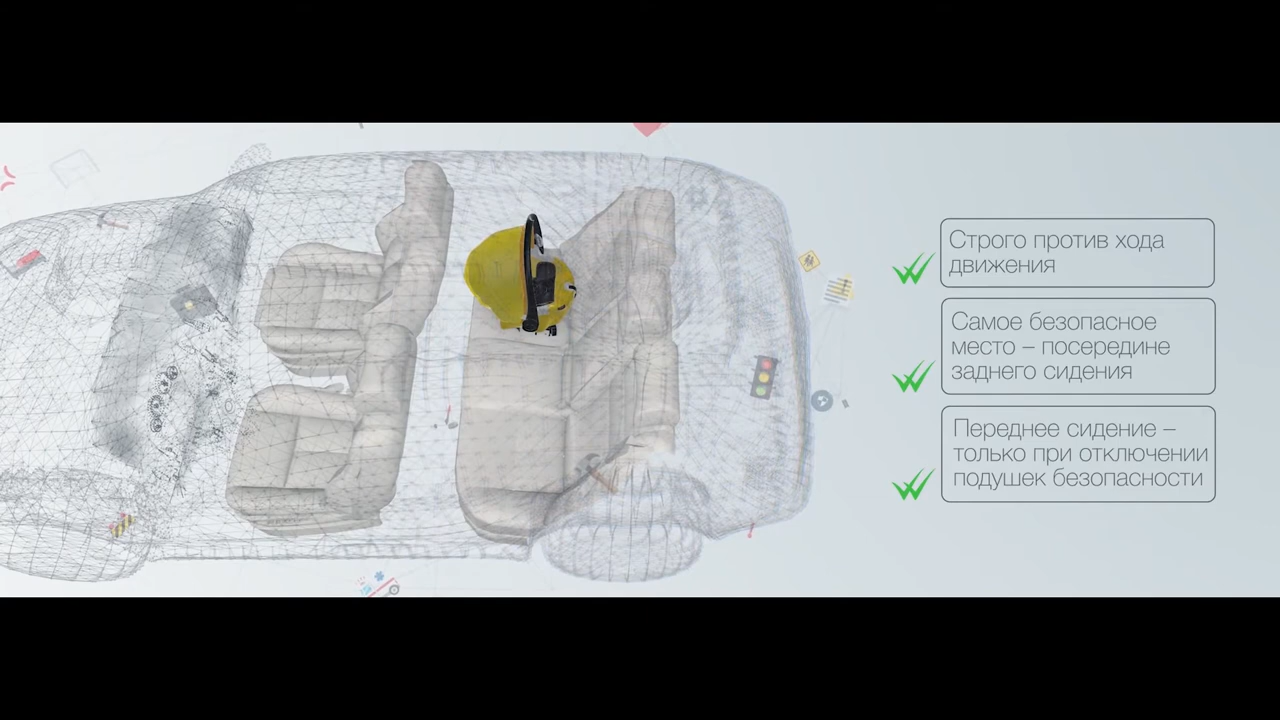 Строго против хода
движения
Самое безопасное
место – посередине
заднего сидения
Переднее сидение –
только при отключении
подушек безопасности